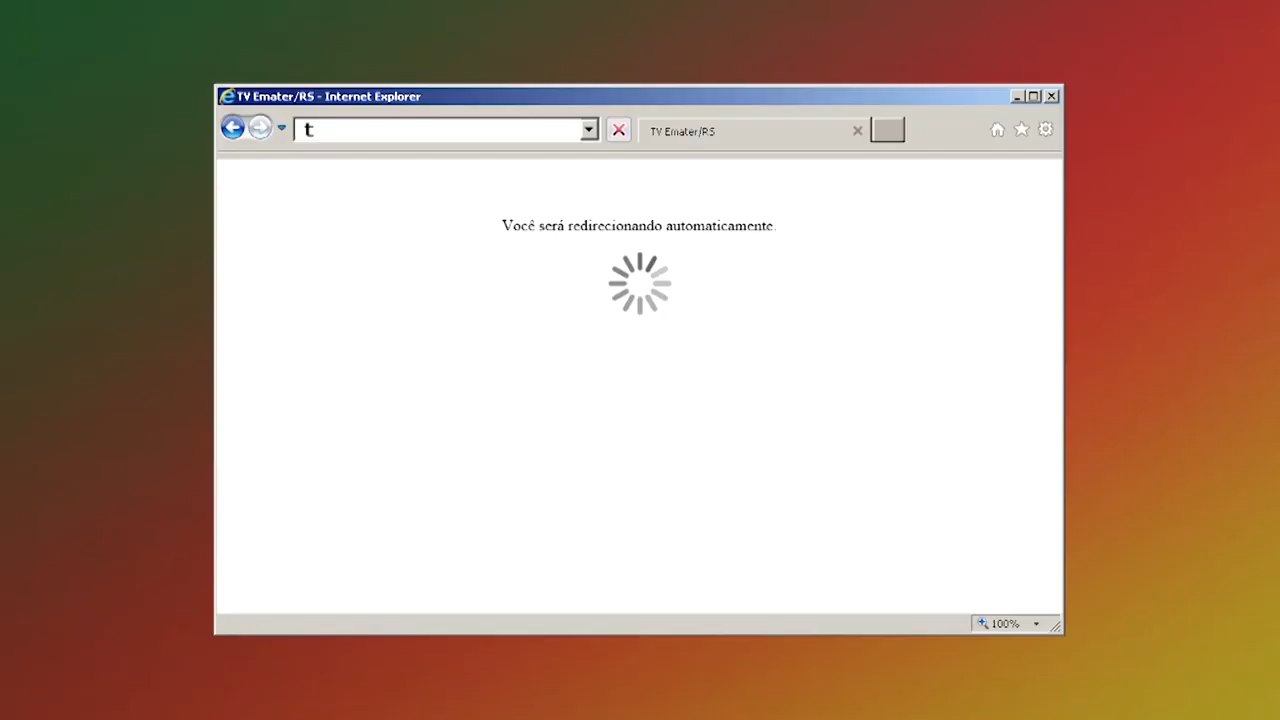 TV Emater/RS - Internet Explorer
t
TV Emater/RS
Você será redirecionando automaticamente.
100%